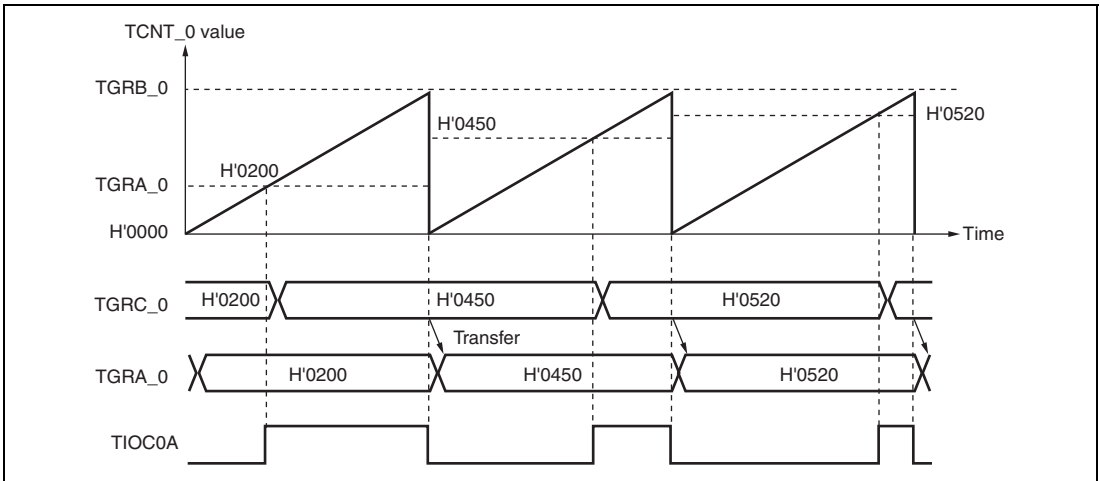 TCNT_0 value
TGRB_0
H'0520
H'0450
H'0200
TGRA_0
H'0000
Time
TGRC_0
H'0200
H'0450
H'0520
Transfer
TGRA_0
H'0200
H'0450
H'0520
TIOC0A